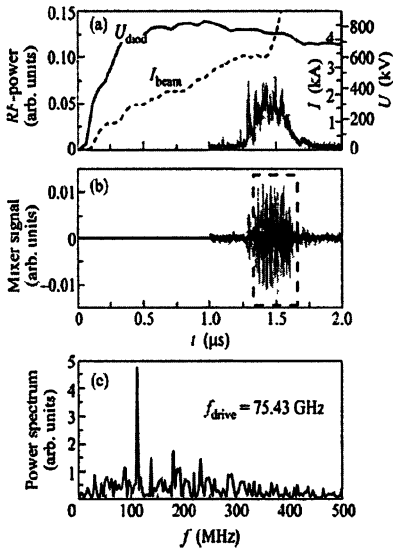 (a)
U_diod
I_beam
RF-power
(arb. units)
0.15
0.10
0.05
0
I (kA)
4
3
2
1
0
U (kV)
800
600
400
200
0
(b)
Mixer signal
(arb. units)
0.01
0
-0.01
0 0.5 1.0 1.5 2.0
t (μs)
(c)
f_drive = 75.43 GHz
Power spectrum
(arb. units)
5
4
3
2
1
0 100 200 300 400 500
f (MHz)